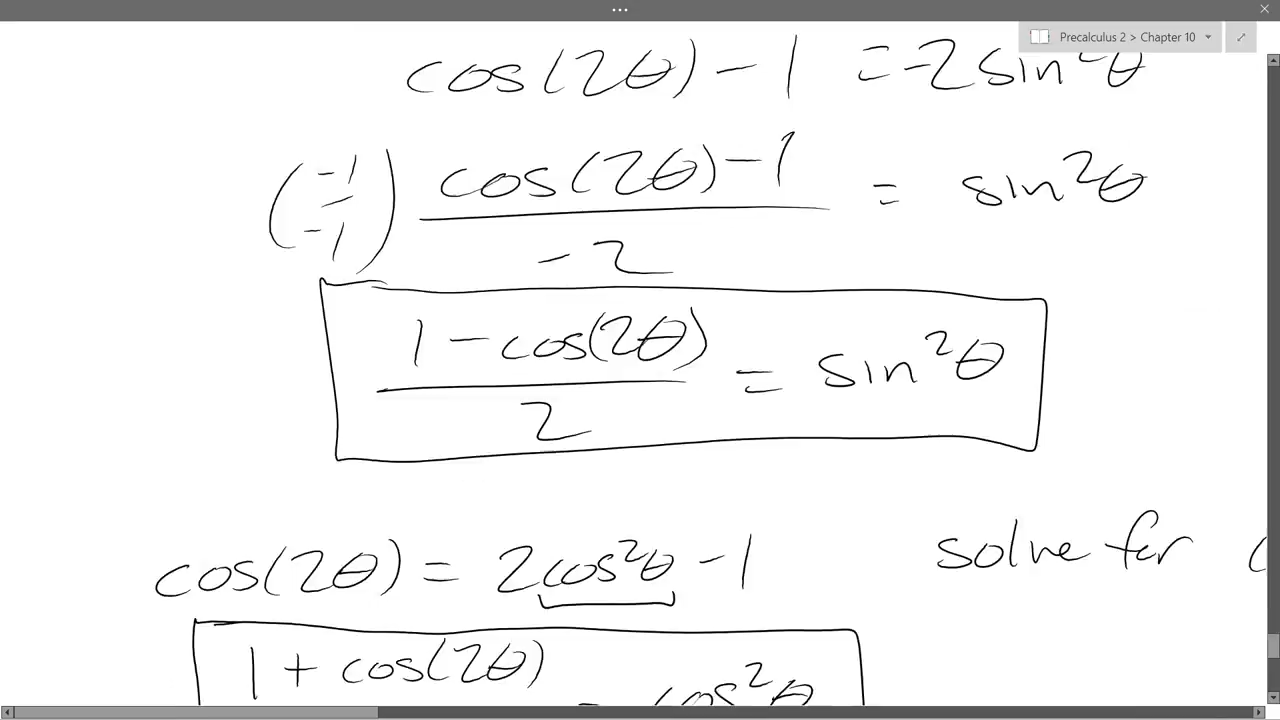 Precalculus 2 > Chapter 10
cos(2θ) - 1 = -2sin²θ
(-1/-1) (cos(2θ) - 1)/-2 = sin²θ
(1 - cos(2θ))/2 = sin²θ
cos(2θ) = 2cos²θ - 1 solve for
1 + cos(2θ) = cos²θ